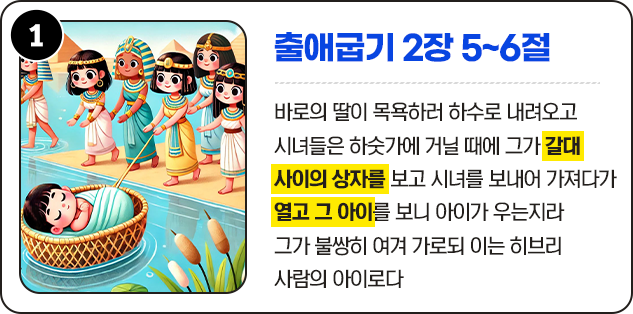 1
출애굽기 2장 5~6절
바로의 딸이 목욕하러 하수로 내려오고
시녀들은 하숫가에 거닐 때에 그가 갈대
사이의 상자를 보고 시녀를 보내어 가져다가
열고 그 아이를 보니 아이가 우는지라
그가 불쌍히 여겨 가로되 이는 히브리
사람의 아이로다